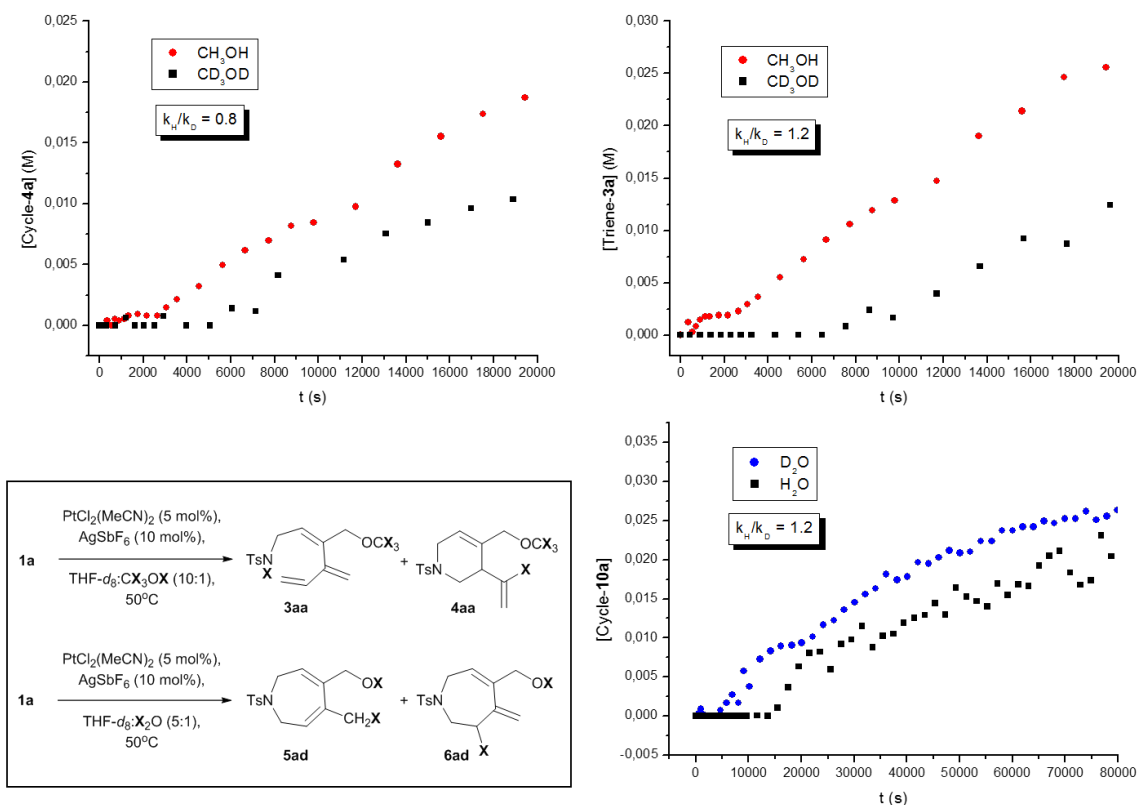 0,025
0,020
0,015
0,010
0,005
0,000
[Cycle-4a] (M)
CH3OH
CD3OD
kH/kD = 0.8
0 2000 4000 6000 8000 10000 12000 14000 16000 18000 20000
t (s)
0,030
0,025
0,020
0,015
0,010
0,005
0,000
[Triene-3a] (M)
CH3OH
CD3OD
kH/kD = 1.2
0 2000 4000 6000 8000 10000 12000 14000 16000 18000 20000
t (s)
1a
PtCl2(MeCN)2 (5 mol%),
AgSbF6 (10 mol%),
THF-d8:CX3OX (10:1),
50ºC
TsN
X
OCX3
3aa
+
TsN
OCX3
X
4aa
1a
PtCl2(MeCN)2 (5 mol%),
AgSbF6 (10 mol%),
THF-d8:X2O (5:1),
50ºC
TsN
OX
CH2X
5ad
+
TsN
OX
X
6ad
0,035
0,030
0,025
0,020
0,015
0,010
0,005
0,000
-0,005
[Cycle-10a]
D2O
H2O
kH/kD = 1.2
0 10000 20000 30000 40000 50000 60000 70000 80000
t (s)